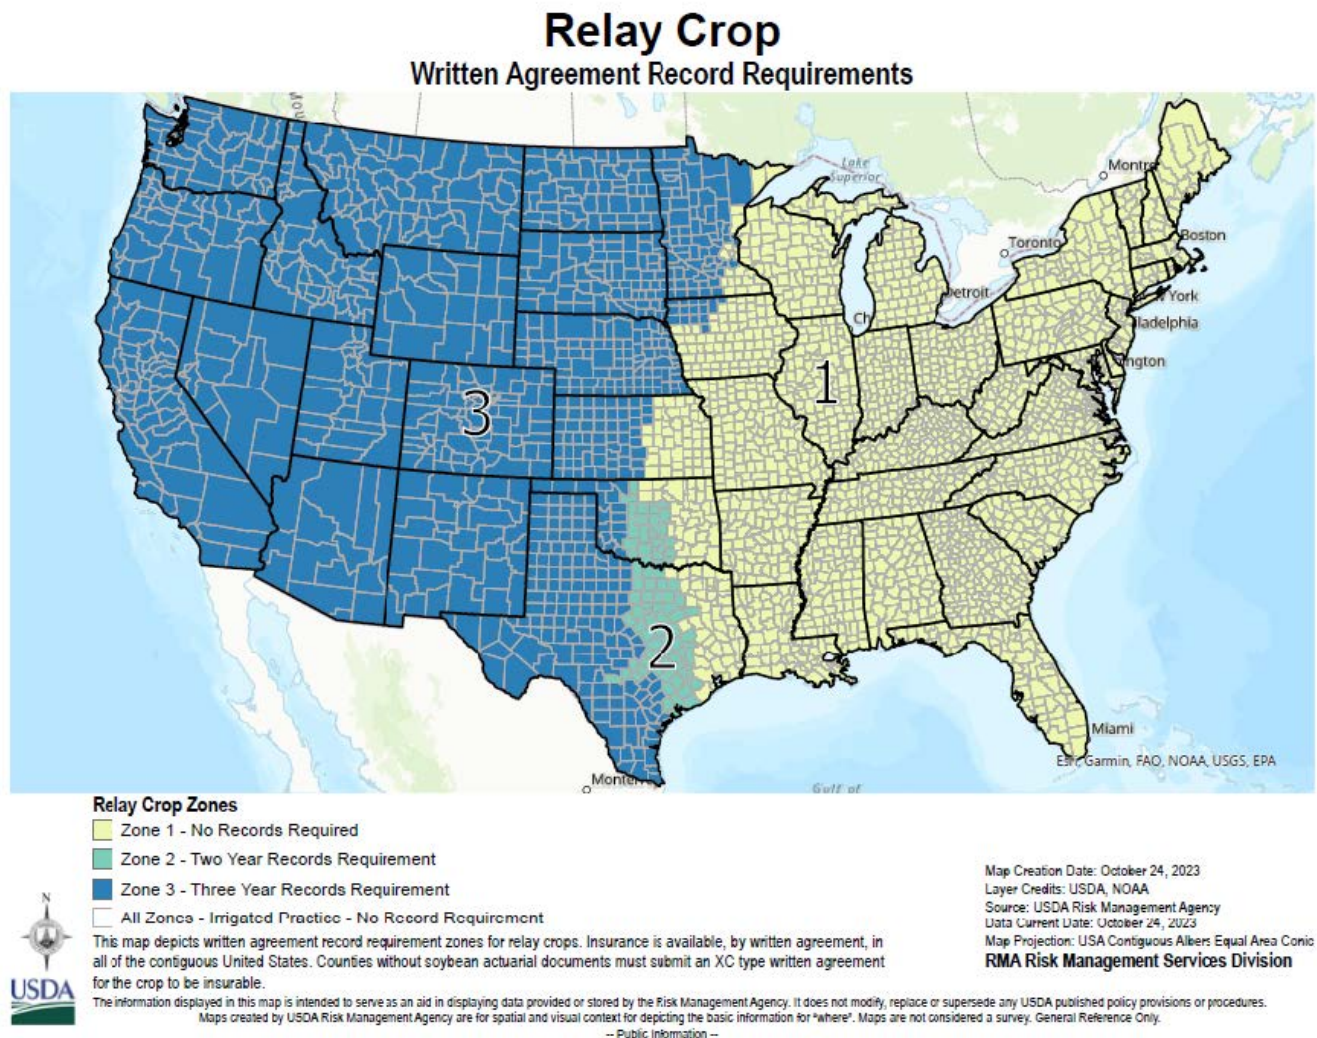 Relay Crop
Written Agreement Record Requirements
Lake
Superior
Montre
Toronto
Boston
Detroit
York
Ch
iladelphia
ington
1
3
2
Miami
Esri, Garmin, FAO, NOAA, USGS, EPA
Monterr
Gulf of
Relay Crop Zones
Zone 1 - No Records Required
Zone 2 - Two Year Records Requirement
Zone 3 - Three Year Records Requirement
All Zones - Irrigated Practice - No Record Requirement
This map depicts written agreement record requirement zones for relay crops. Insurance is available, by written agreement, in
all of the contiguous United States. Counties without soybean actuarial documents must submit an XC type written agreement
for the crop to be insurable.
N
USDA
Map Creation Date: October 24, 2023
Layer Credits: USDA, NOAA
Source: USDA Risk Management Agency
Data Current Date: October 24, 2023
Map Projection: USA Contiguous Albers Equal Area Conic
RMA Risk Management Services Division
The information displayed in this map is intended to serve as an aid in displaying data provided or stored by the Risk Management Agency. It does not modify, replace or supersede any USDA published policy provisions or procedures.
Maps created by USDA Risk Management Agency are for spatial and visual context for depicting the basic information for "where". Maps are not considered a survey. General Reference Only.
-- Public Information --